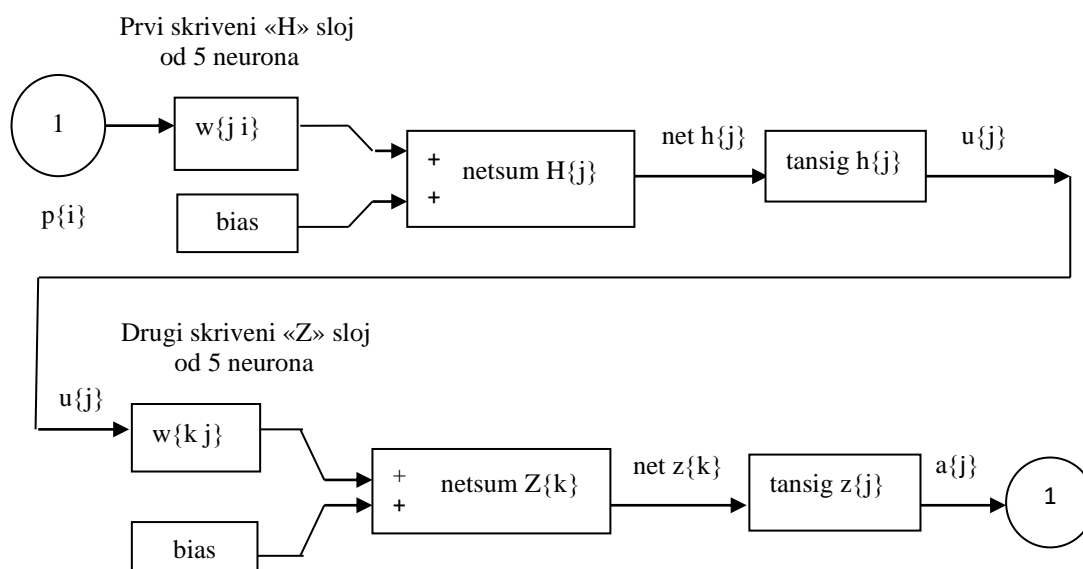 Prvi skriveni «H» sloj
od 5 neurona
1
p{i}
w{j i}
bias
+
+
netsum H{j}
net h{j}
tansig h{j}
u{j}
Drugi skriveni «Z» sloj
od 5 neurona
u{j}
w{k j}
bias
+
+
netsum Z{k}
net z{k}
tansig z{j}
a{j}
1